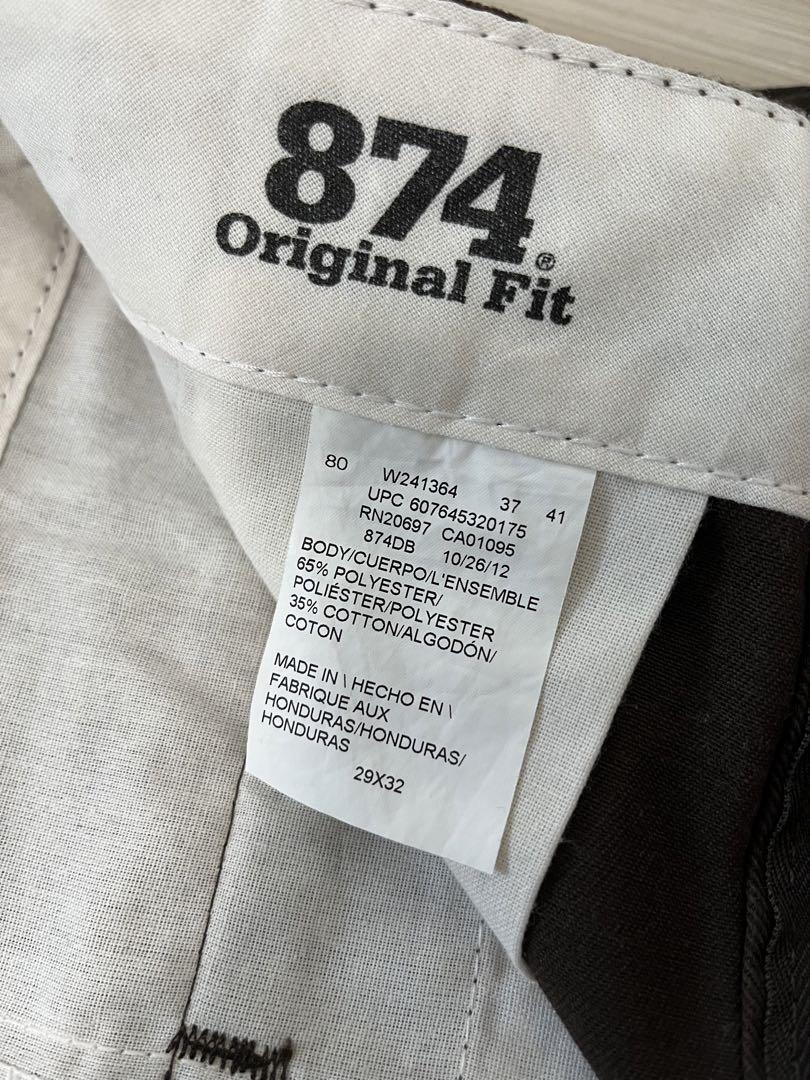 874®
Original Fit
80 W241364 37 41
UPC 607645320175
RN20697 CA01095
874DB 10/26/12
BODY/CUERPO/L'ENSEMBLE
65% POLYESTER/
POLIÉSTER/POLYESTER
35% COTTON/ALGODÓN/
COTON
MADE IN \ HECHO EN \
FABRIQUE AUX
HONDURAS/HONDURAS/
HONDURAS
29X32